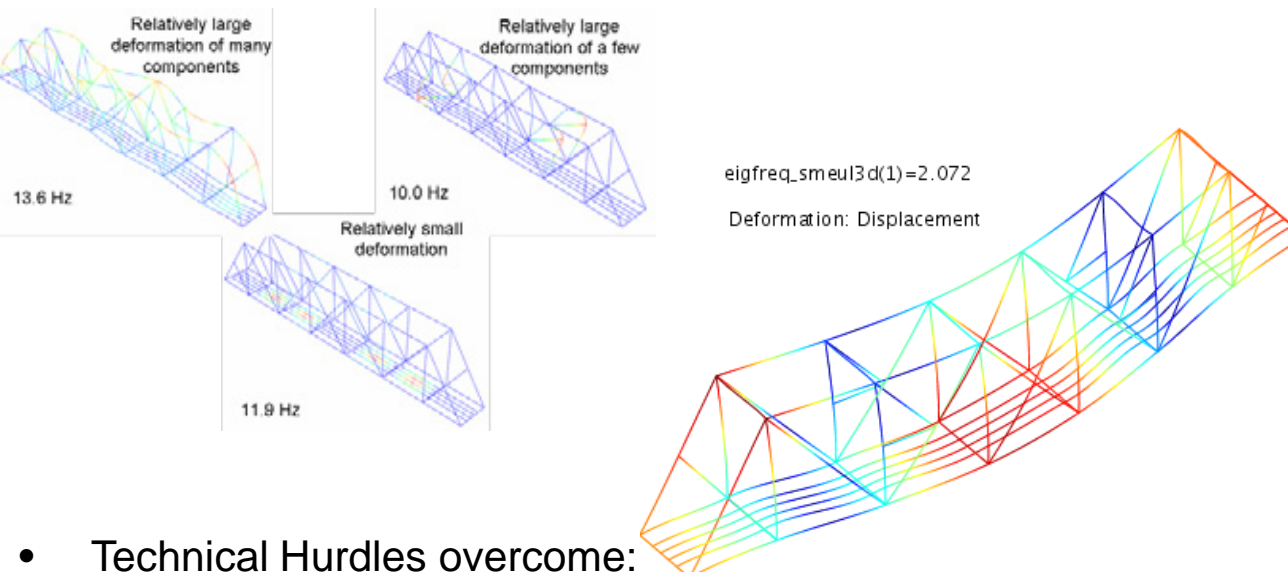 Relatively large
deformation of many
components
13.6 Hz
Relatively large
deformation of a few
components
10.0 Hz
Relatively small
deformation
11.9 Hz
eigfreq_smeul3d(1)=2.072
Deformation: Displacement
• Technical Hurdles overcome: